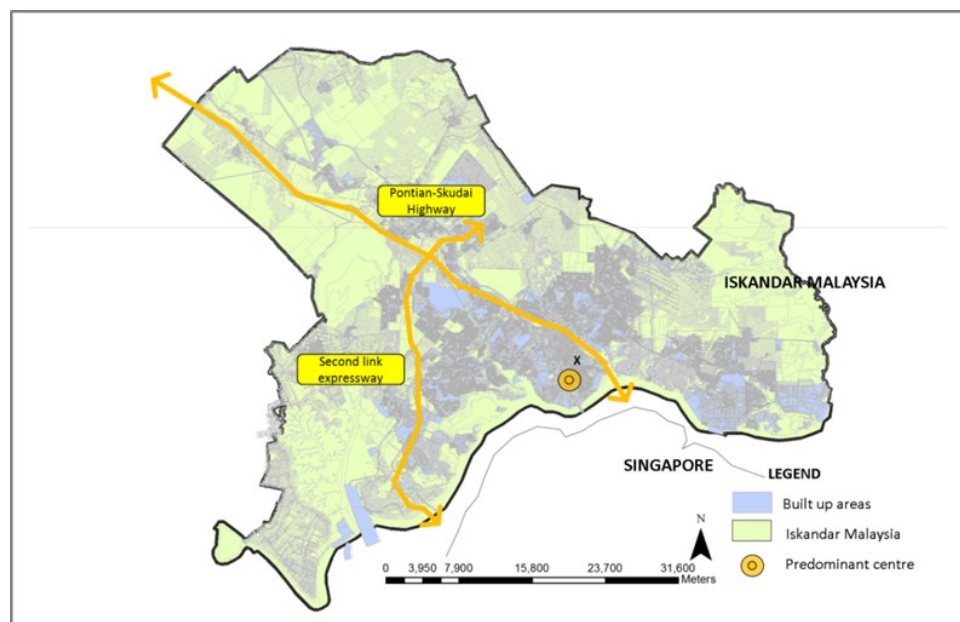 Pontian-Skudai
Highway
ISKANDAR MALAYSIA
Second link
expressway
X
SINGAPORE
LEGEND
Built up areas
Iskandar Malaysia
Predominant centre
N
0 3,950 7,900 15,800 23,700 31,600
Meters